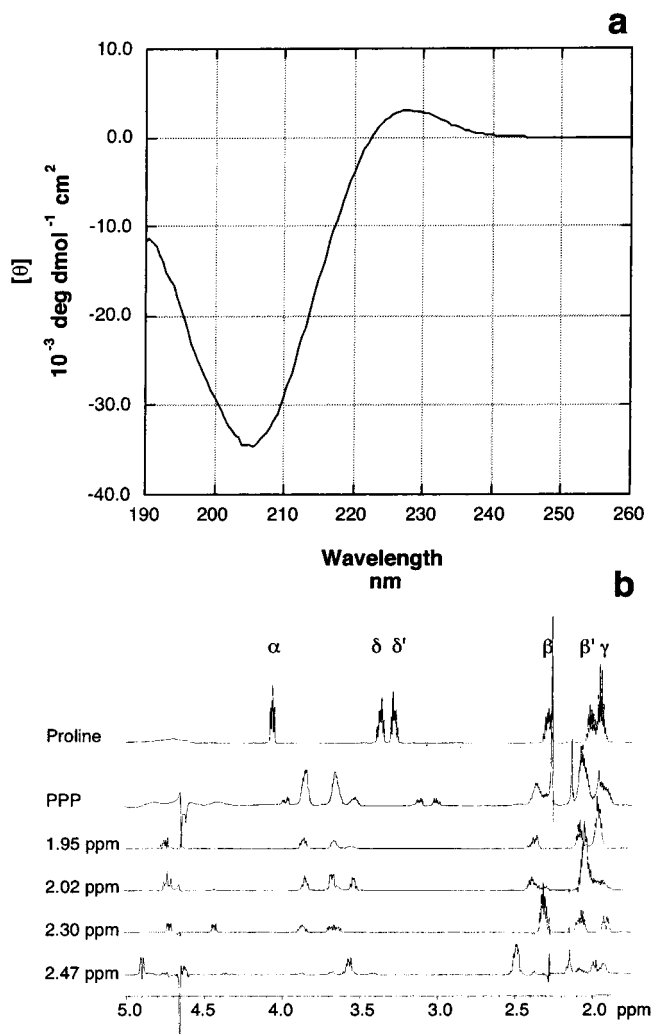 a
10.0
0.0
-10.0
-20.0
-30.0
-40.0
[θ]
10⁻³ deg dmol⁻¹ cm²
190 200 210 220 230 240 250 260
Wavelength
nm
b
α δ δ' β β' γ
Proline
PPP
1.95 ppm
2.02 ppm
2.30 ppm
2.47 ppm
5.0 4.5 4.0 3.5 3.0 2.5 2.0 ppm